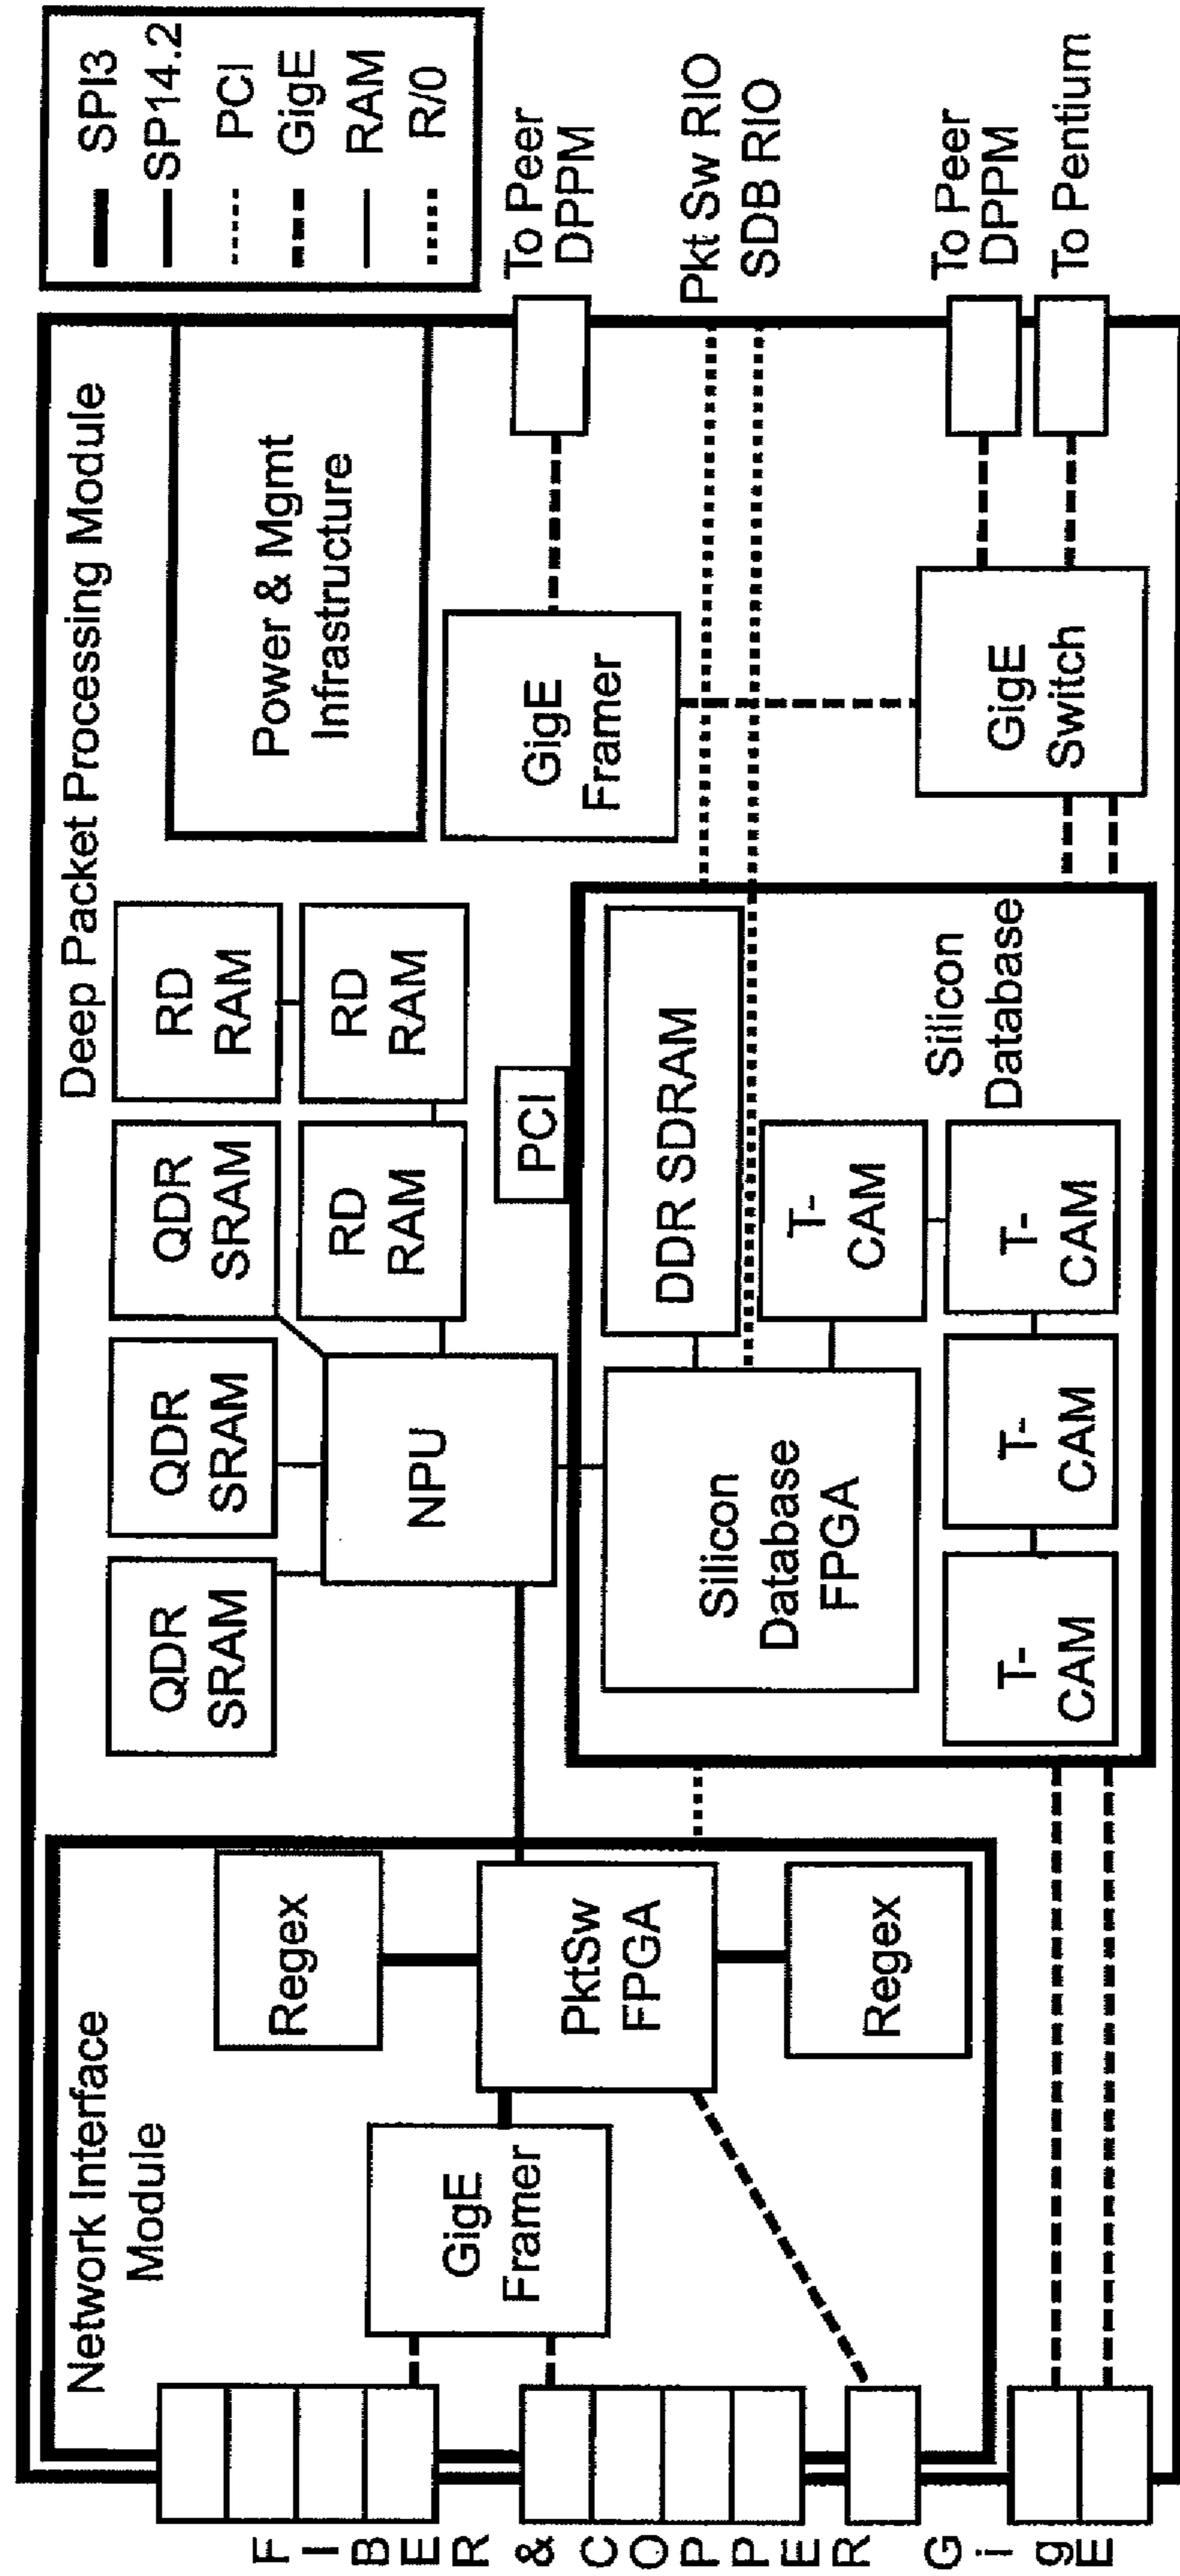 Deep Packet Processing Module
Network Interface
Module
FIBER & COPPER GigE
GigE
Framer
Regex
PktSw
FPGA
Regex
QDR
SRAM
QDR
SRAM
QDR
SRAM
RD
RAM
RD
RAM
RD
RAM
NPU
PCI
Silicon
Database
FPGA
DDR SDRAM
T-
CAM
T-
CAM
T-
CAM
T-
CAM
Silicon
Database
Power & Mgmt
Infrastructure
GigE
Framer
GigE
Switch
SPI3
SP14.2
PCI
GigE
RAM
R/0
To Peer
DPPM
Pkt Sw RIO
SDB RIO
To Peer
DPPM
To Pentium